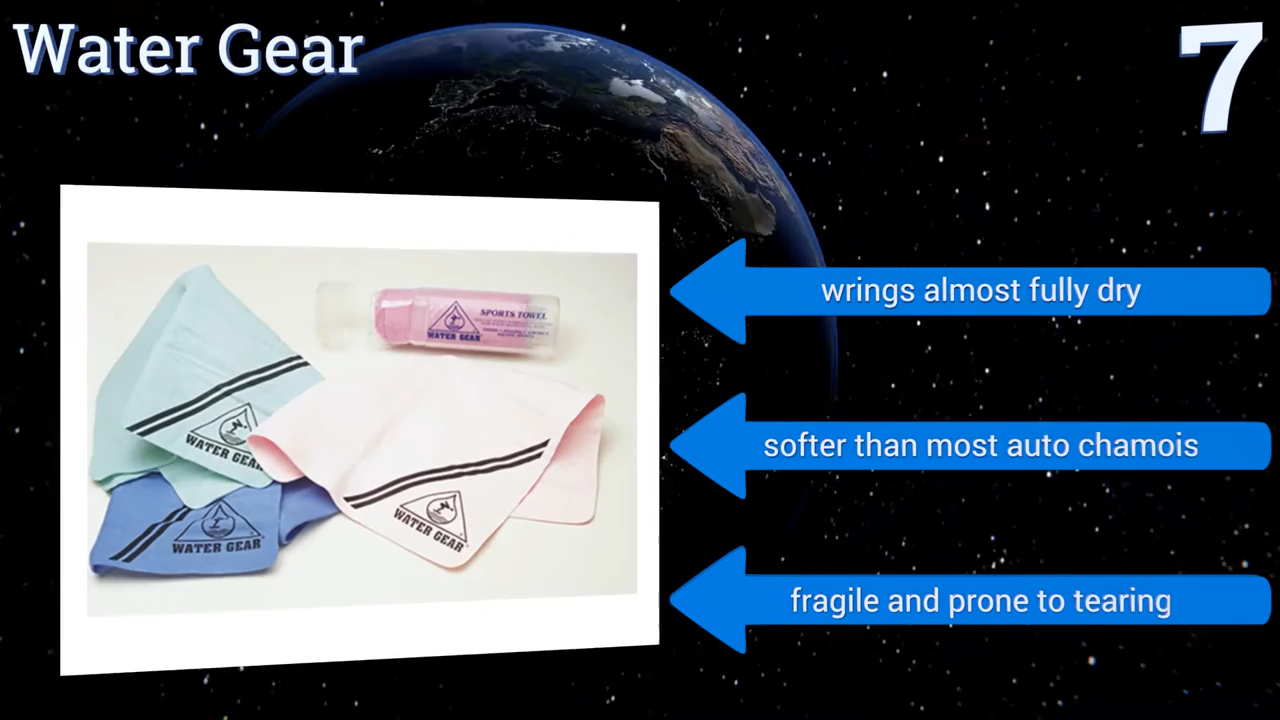 Water Gear
7
SPORTS TOWEL
WATER GEAR
WATER GEAR
WATER GEAR
WATER GEAR
wrings almost fully dry
softer than most auto chamois
fragile and prone to tearing